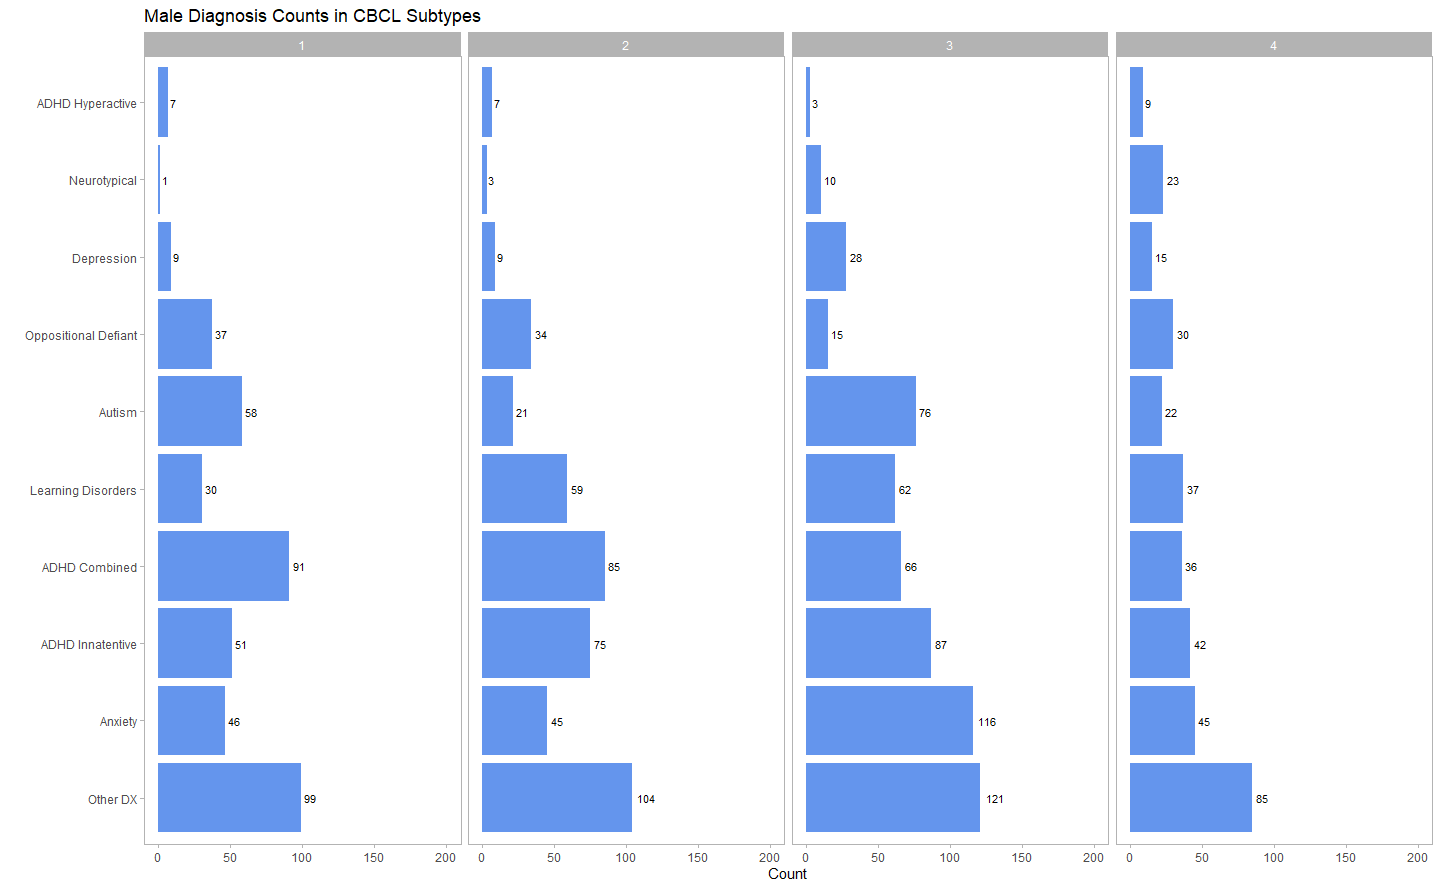 Male Diagnosis Counts in CBCL Subtypes
1 2 3 4
ADHD Hyperactive 7 7 3 9
Neurotypical 1 3 10 23
Depression 9 9 28 15
Oppositional Defiant 37 34 15 30
Autism 58 21 76 22
Learning Disorders 30 59 62 37
ADHD Combined 91 85 66 36
ADHD Innatentive 51 75 87 42
Anxiety 46 45 116 45
Other DX 99 104 121 85
0 50 100 150 200 0 50 100 150 200 0 50 100 150 200 0 50 100 150 200
Count